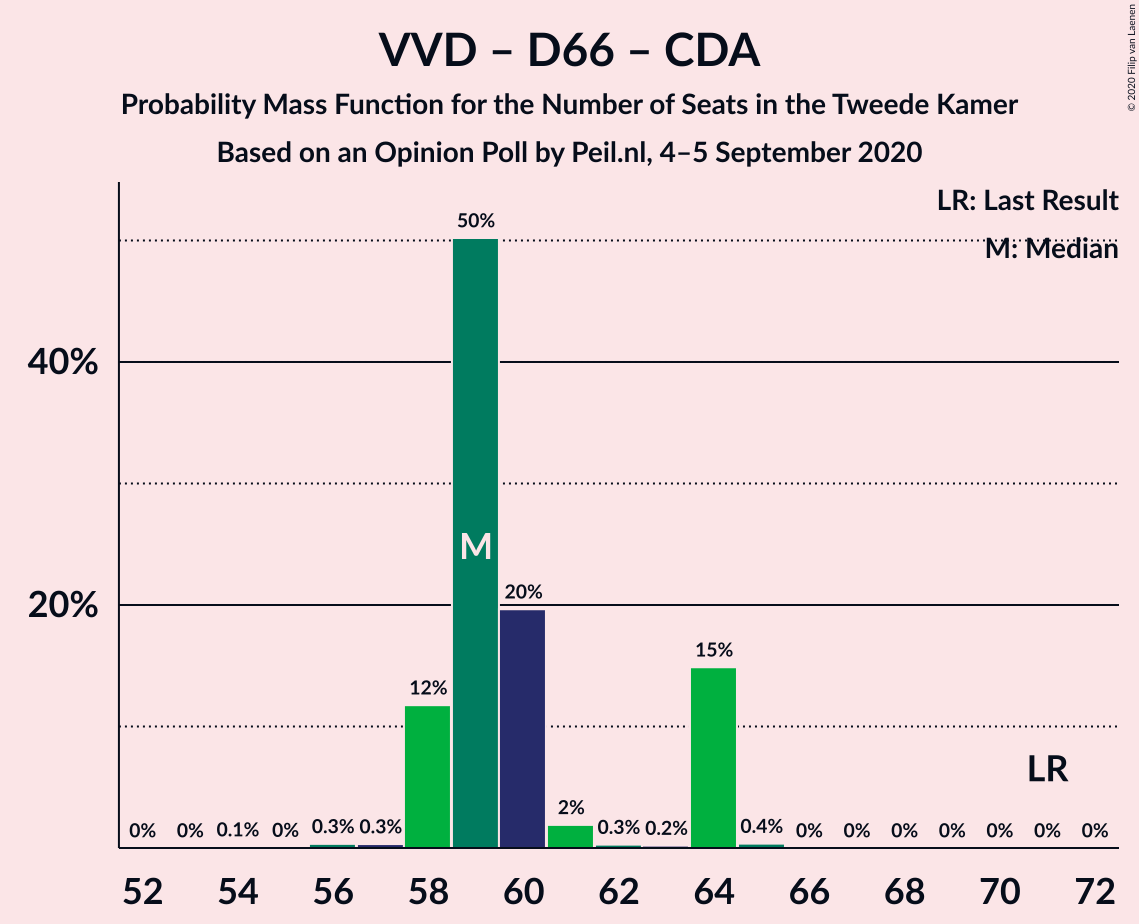 VVD – D66 – CDA
Probability Mass Function for the Number of Seats in the Tweede Kamer
Based on an Opinion Poll by Peil.nl, 4–5 September 2020
© 2020 Filip van Laenen
LR: Last Result
M: Median
40%
20%
0% 0% 0.1% 0% 0.3% 0.3% 12% 50% 20% 2% 0.3% 0.2% 15% 0.4% 0% 0% 0% 0% 0% 0% 0%
M
LR
52 54 56 58 60 62 64 66 68 70 72